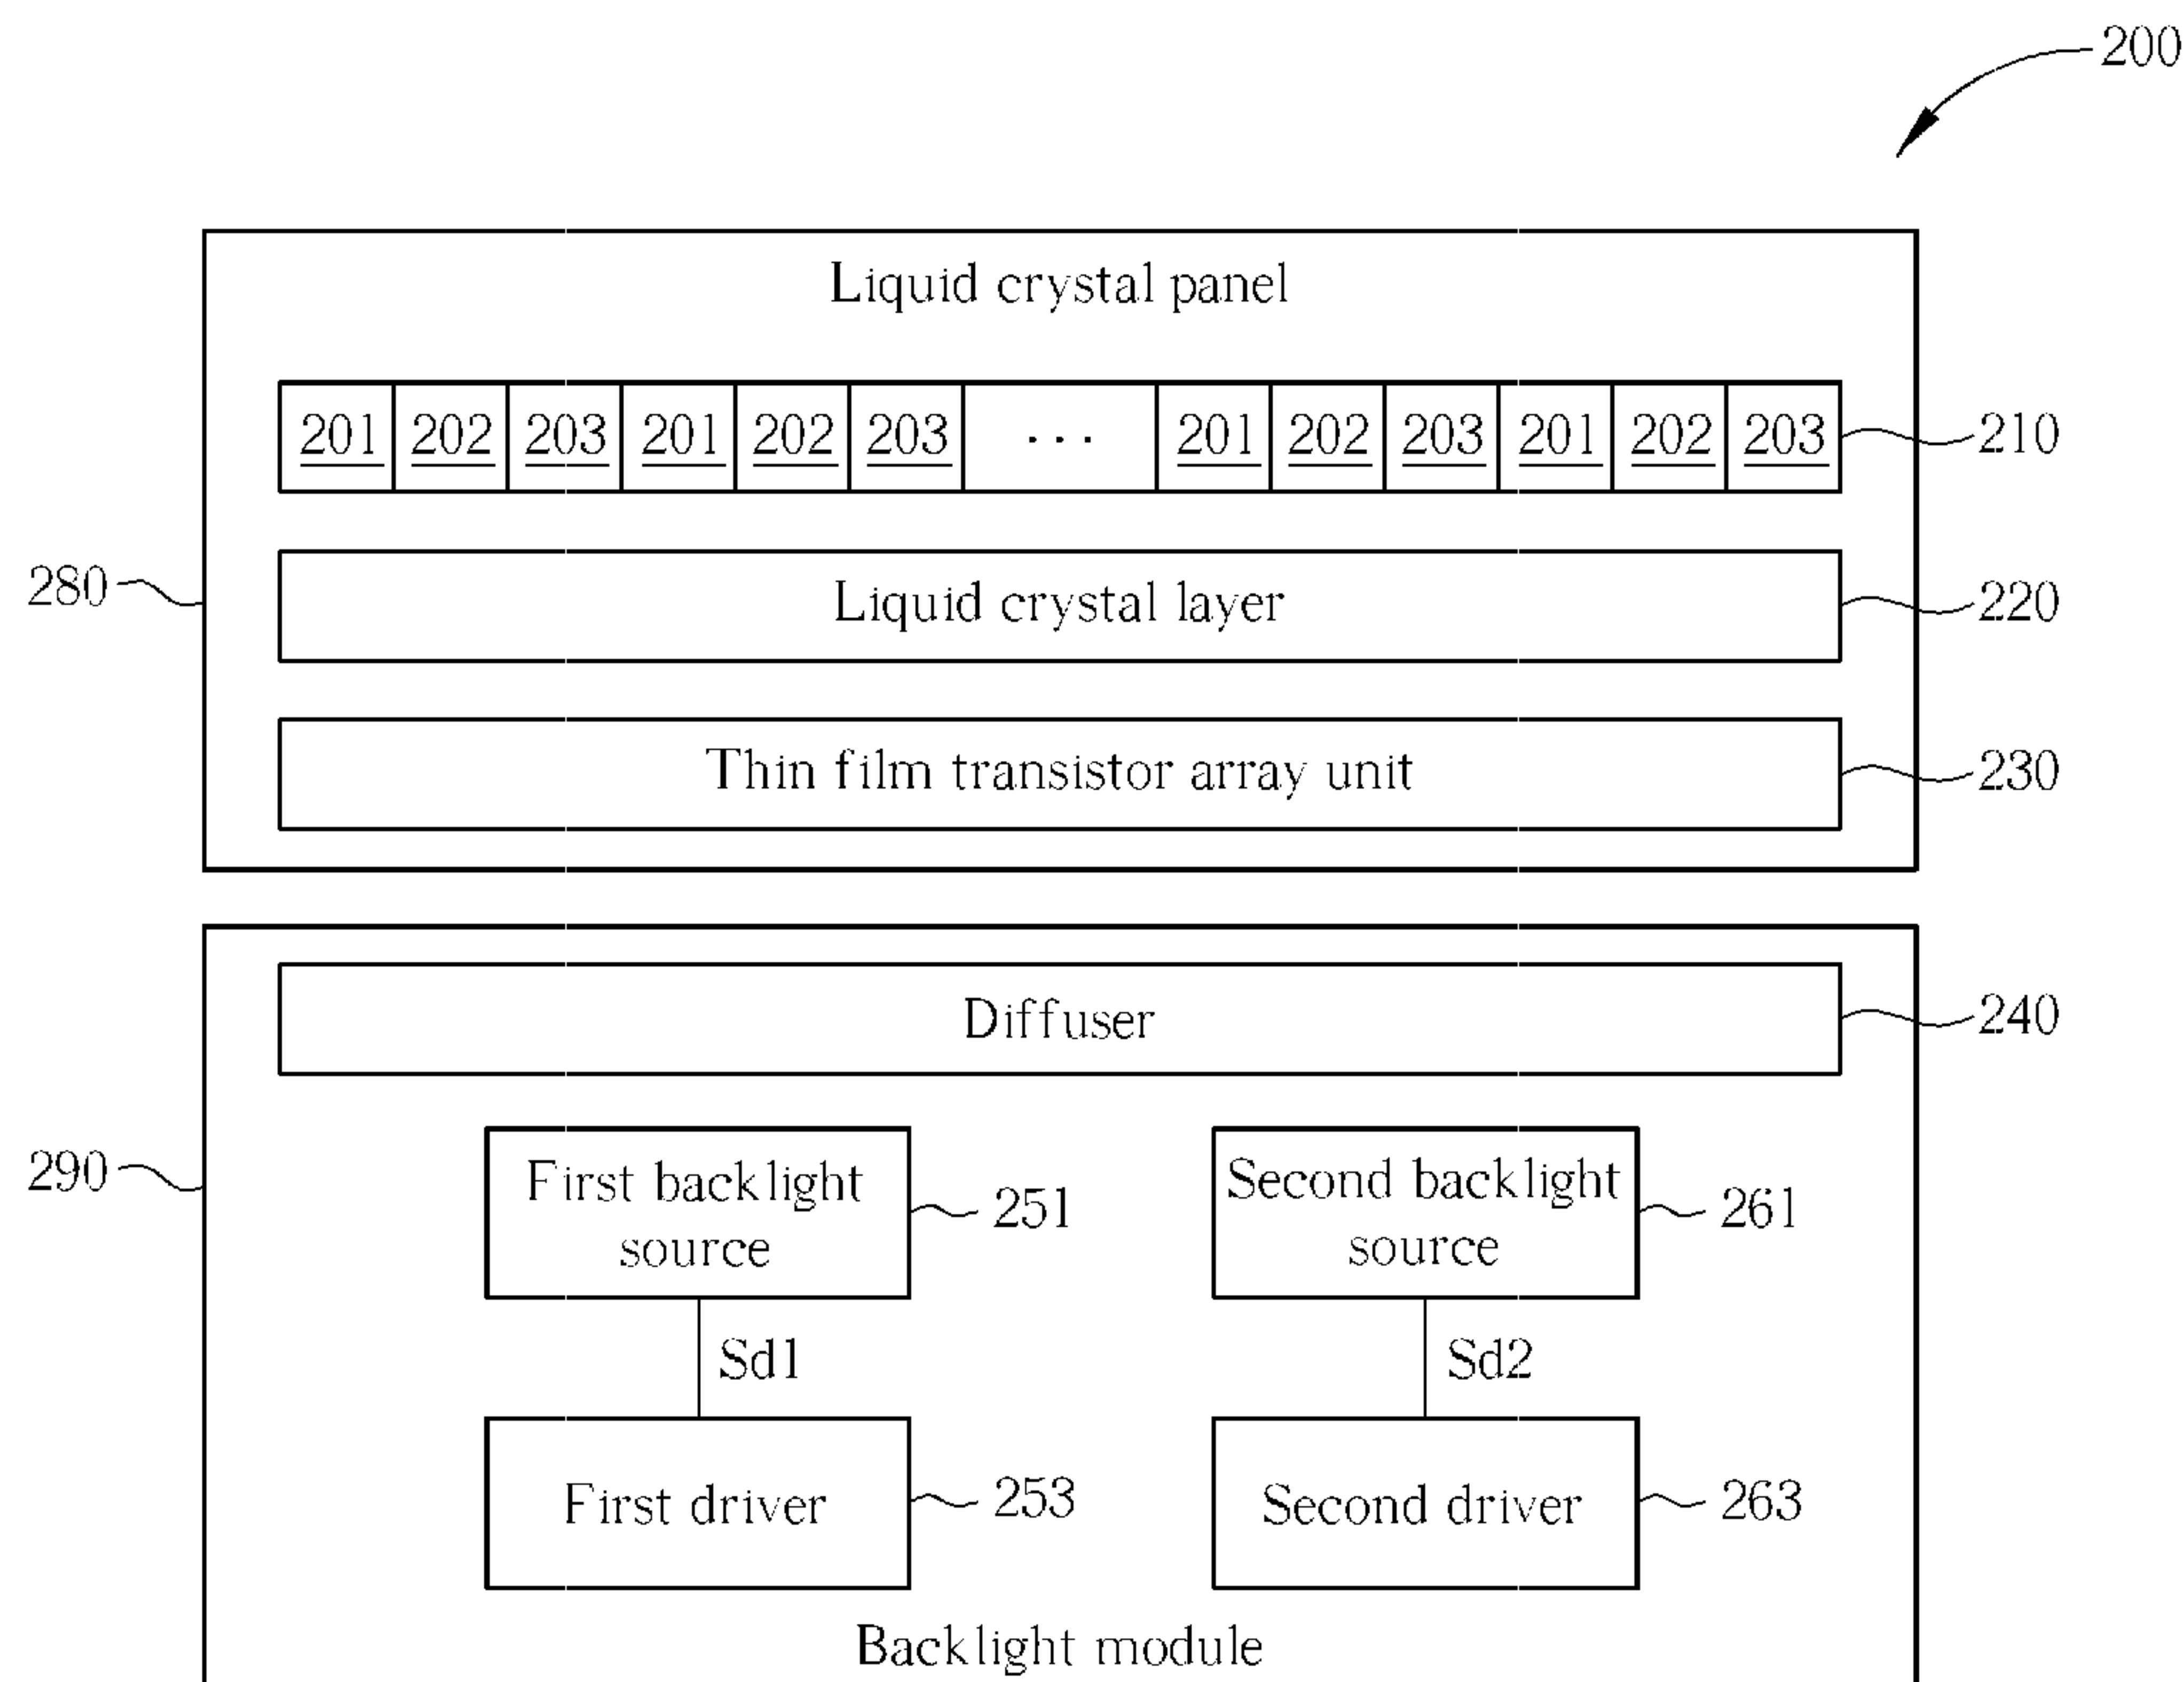 200
Liquid crystal panel
201 202 203 201 202 203 ... 201 202 203 201 202 203
210
280
Liquid crystal layer
220
Thin film transistor array unit
230
Diffuser
240
290
First backlight
source
251
Second backlight
source
261
Sd1
Sd2
First driver
253
Second driver
263
Backlight module